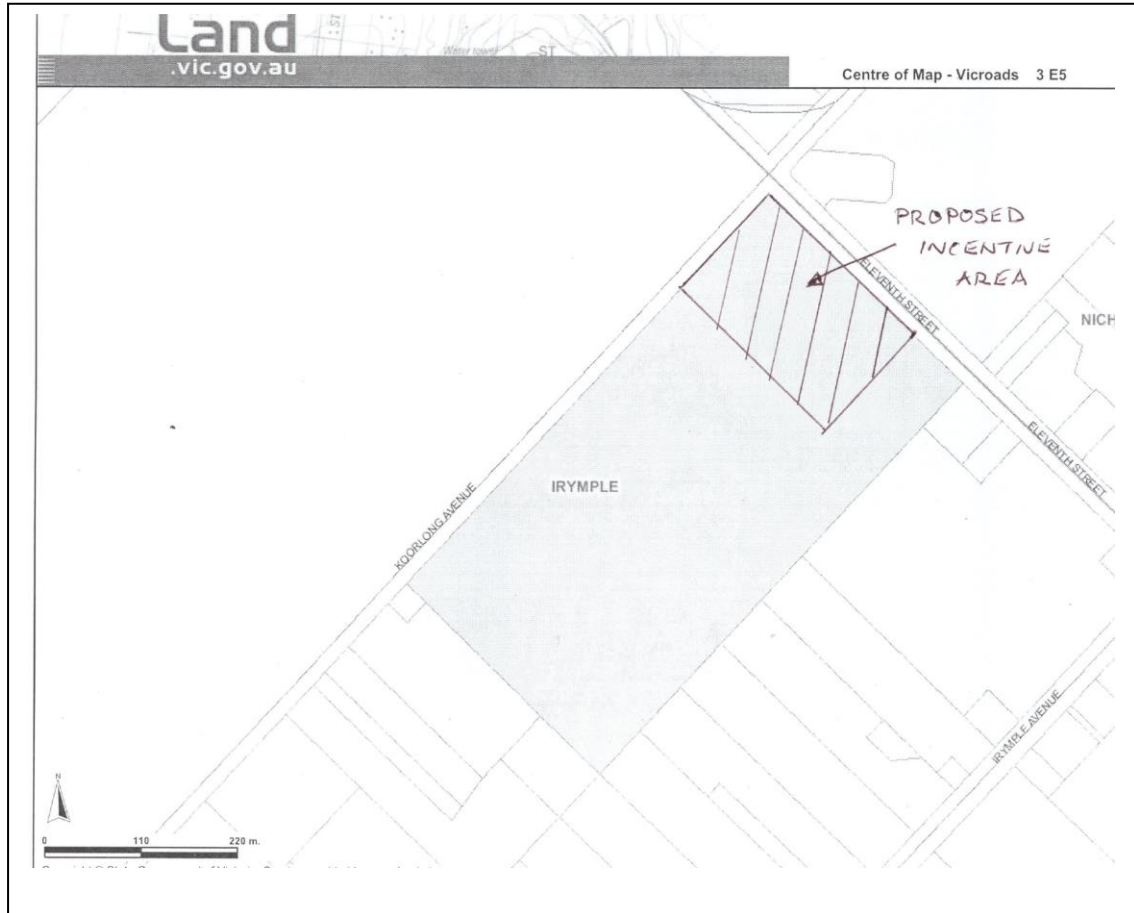 Land
.vic.gov.au
ST
Water tower
ST
Centre of Map - Vicroads 3 E5
PROPOSED
INCENTIVE
AREA
ELEVENTH STREET
NICH
ELEVENTH STREET
IRYMPLE
KOORLONG AVENUE
IRYMPLE AVENUE
N
0 110 220 m.